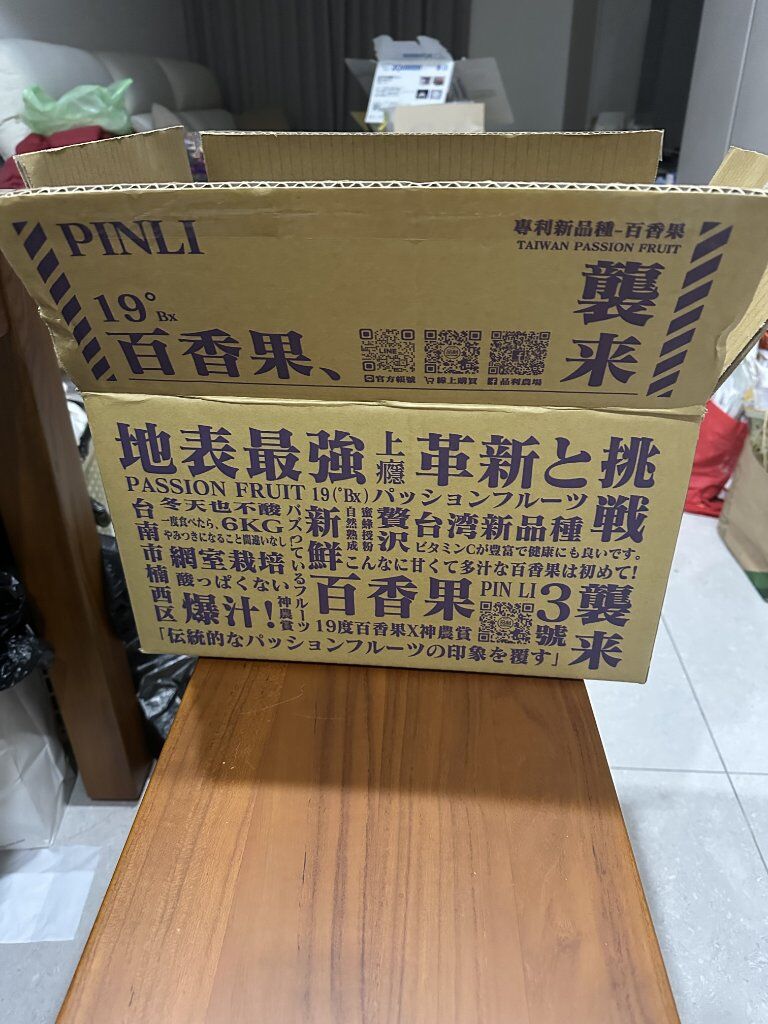 PINLI
專利新品種-百香果
TAIWAN PASSION FRUIT
19°Bx
百香果、襲来
LINE
官方帳號
線上購買
品利農場
地表最強
上癮
革新と挑戦
PASSION FRUIT 19(°Bx)パッションフルーツ
台南市楠西区
冬天也不酸
一度食べたら、6KG
やみつきになること間違いなし
バズっているフルーツ
新鮮
自然熟成
蜜蜂授粉
贅沢
台湾新品種
ビタミンCが豊富で健康にも良いです。
網室栽培
こんなに甘くて多汁な百香果は初めて!
酸っぱくない
爆汁!
神農賞
百香果
PIN LI
3號
襲来
19度百香果X神農賞
「伝統的なパッションフルーツの印象を覆す」